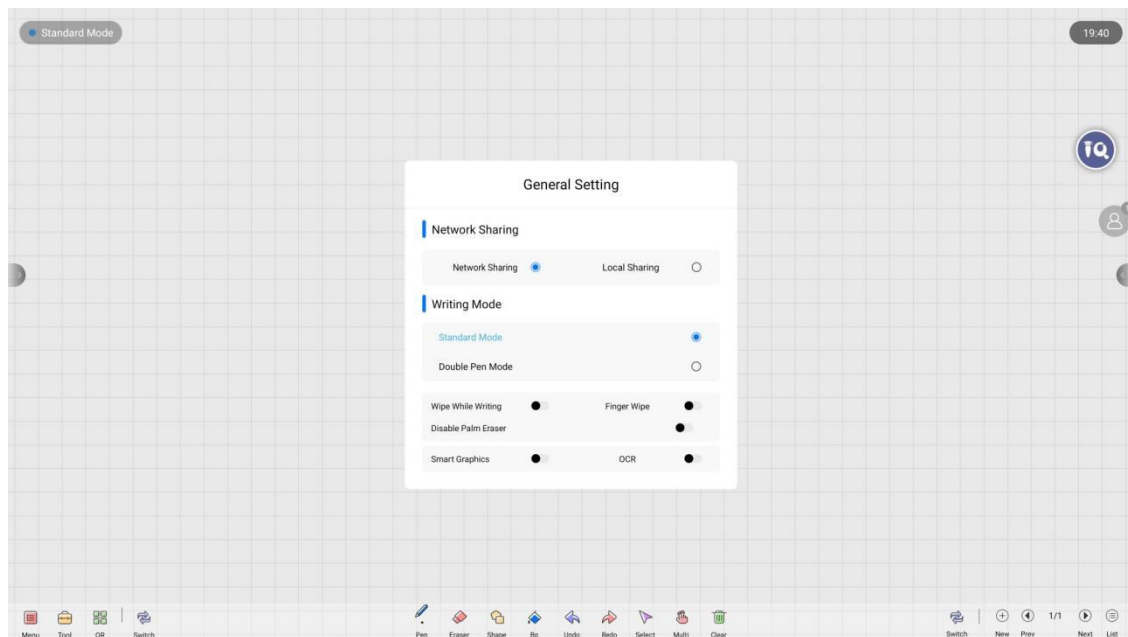 Standard Mode
19:40
IQ
General Setting
Network Sharing
Network Sharing Local Sharing
Writing Mode
Standard Mode
Double Pen Mode
Wipe While Writing Finger Wipe
Disable Palm Eraser
Smart Graphics OCR
Menu Tool QR Switch Pen Eraser Shape Bg Undo Redo Select Multi Clear Switch New Prev 1/1 Next List